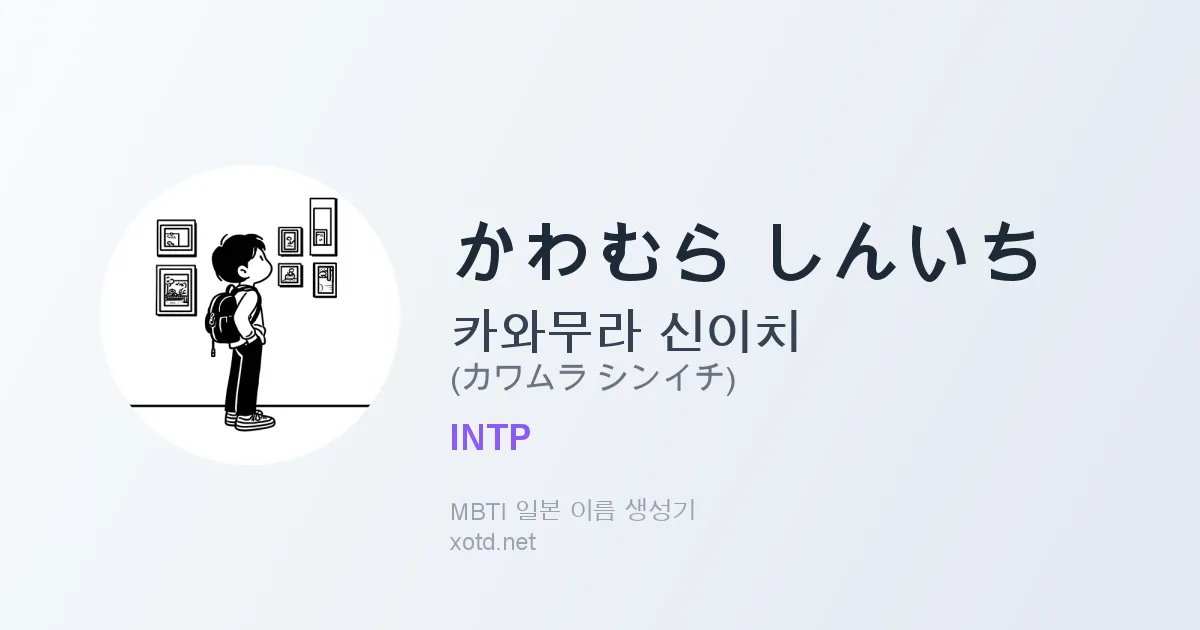 かわむら しんいち
카와무라 신이치
(カワムラ シンイチ)
INTP
MBTI 일본 이름 생성기
xotd.net